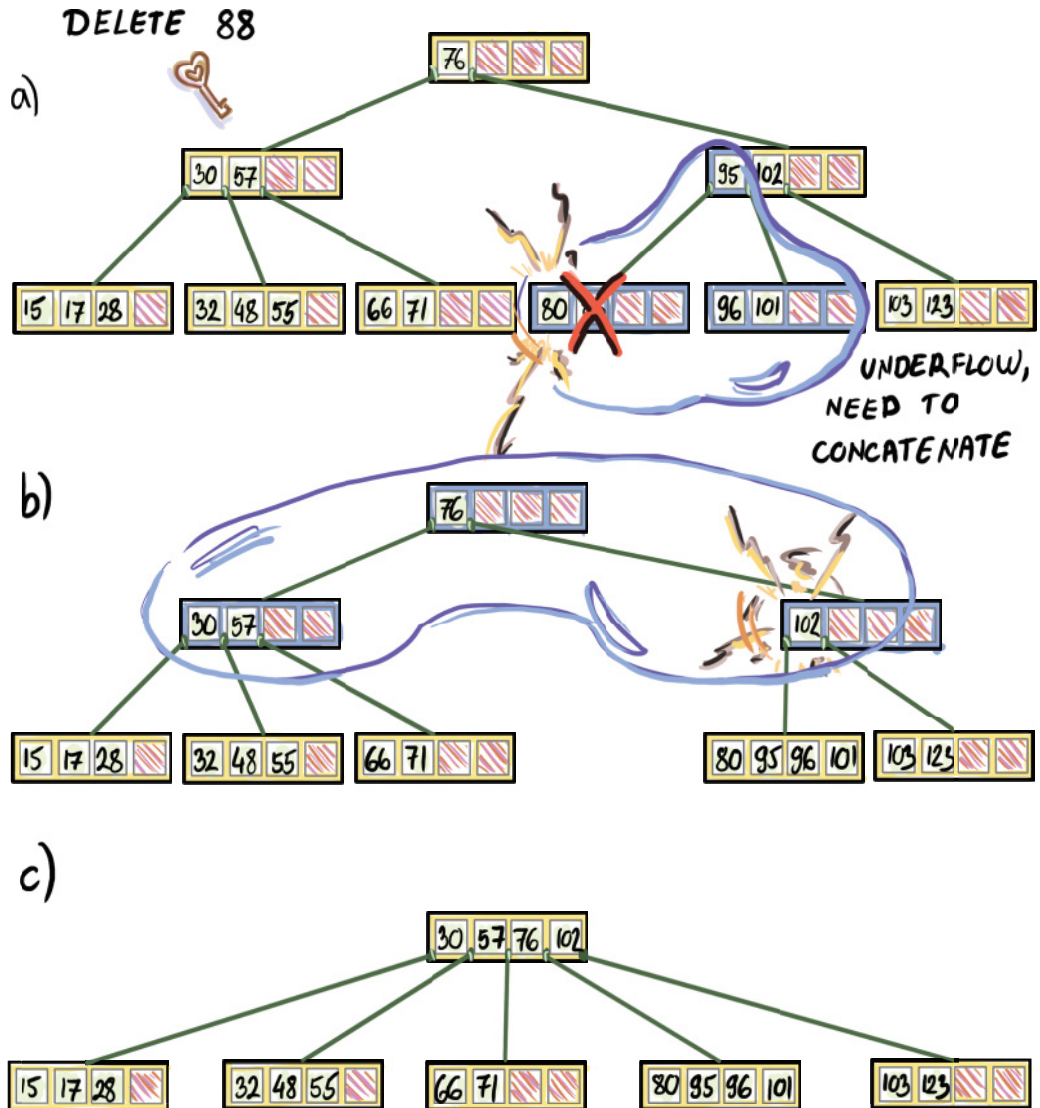 DELETE 88
a)
76
30 57 95 102
15 17 28 32 48 55 66 71 80 96 101 103 123
UNDERFLOW,
NEED TO
CONCATENATE
b)
76
30 57 102
15 17 28 32 48 55 66 71 80 95 96 101 103 123
c)
30 57 76 102
15 17 28 32 48 55 66 71 80 95 96 101 103 123